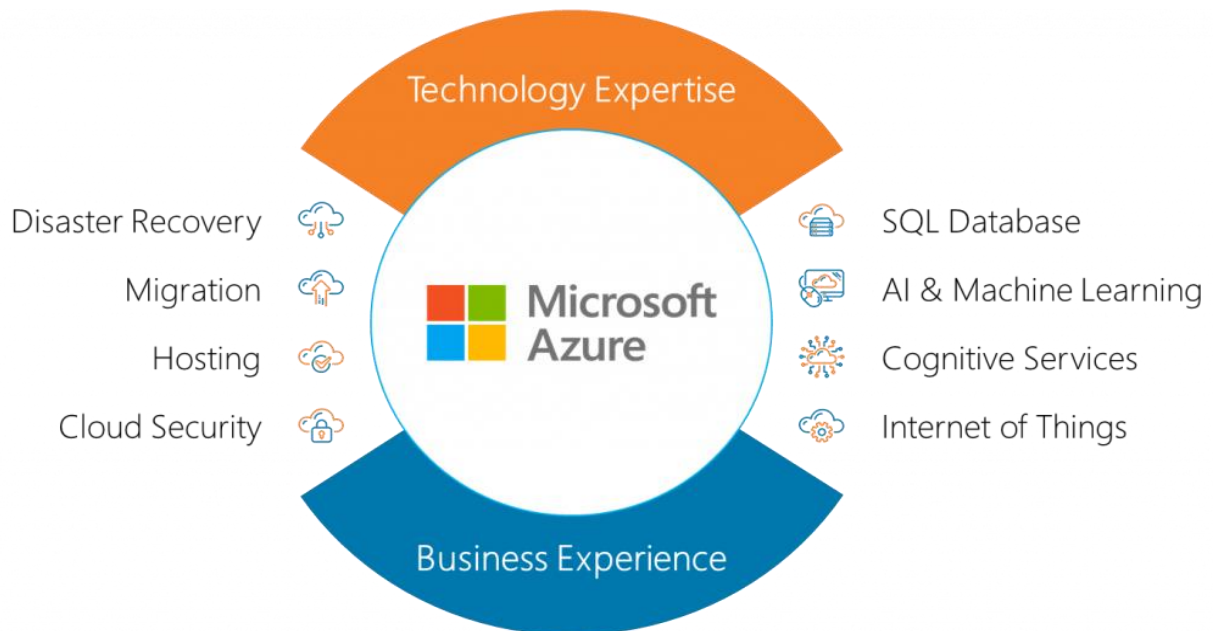 Technology Expertise
Disaster Recovery
Migration
Hosting
Cloud Security
Microsoft
Azure
SQL Database
AI & Machine Learning
Cognitive Services
Internet of Things
Business Experience